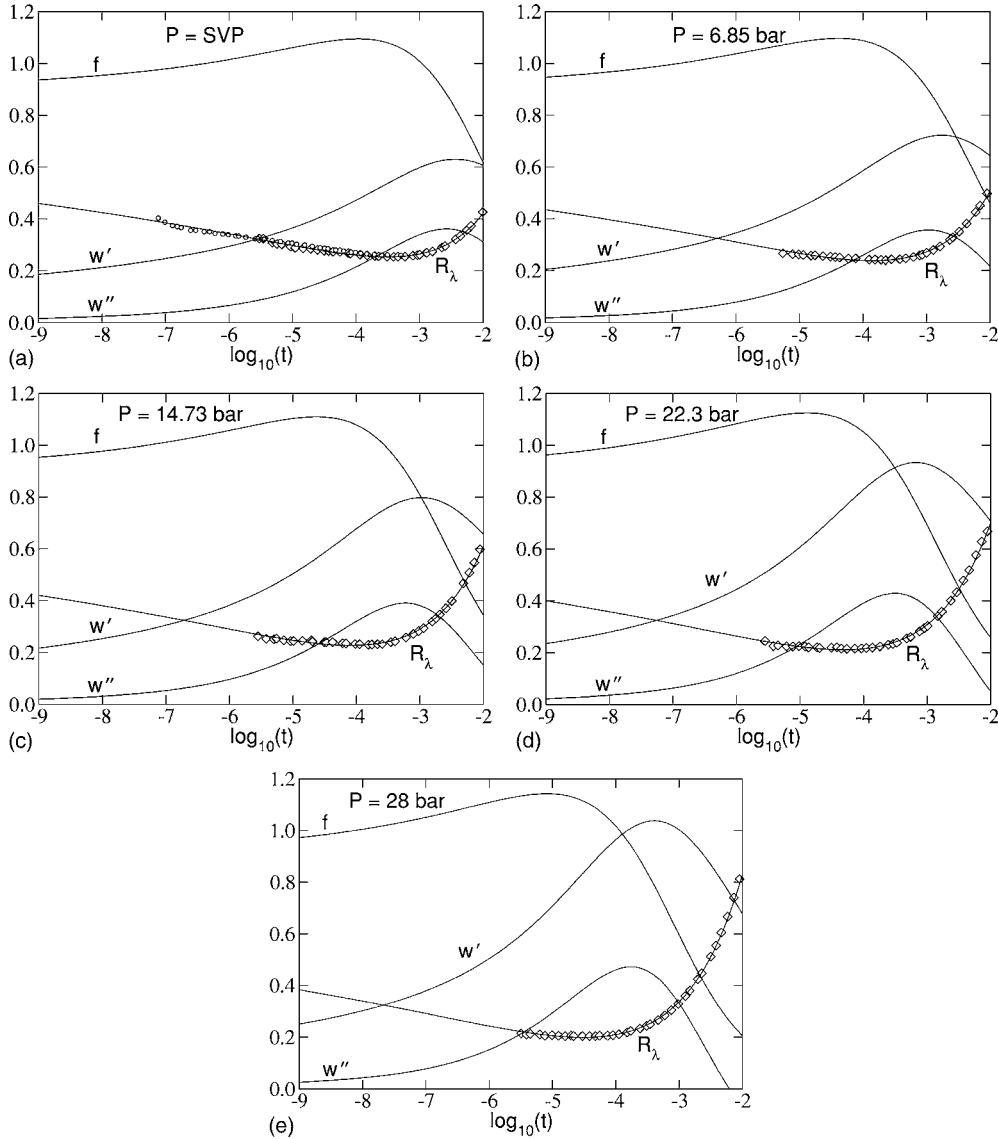 P = SVP
f
w′
w″
R_λ
1.2
1.0
0.8
0.6
0.4
0.2
0.0
-9 -8 -7 -6 -5 -4 -3 -2
log₁₀(t)
(a)
P = 6.85 bar
f
w′
w″
R_λ
1.2
1.0
0.8
0.6
0.4
0.2
0.0
-9 -8 -7 -6 -5 -4 -3 -2
log₁₀(t)
(b)
P = 14.73 bar
f
w′
w″
R_λ
1.2
1.0
0.8
0.6
0.4
0.2
0.0
-9 -8 -7 -6 -5 -4 -3 -2
log₁₀(t)
(c)
P = 22.3 bar
f
w′
w″
R_λ
1.2
1.0
0.8
0.6
0.4
0.2
0.0
-9 -8 -7 -6 -5 -4 -3 -2
log₁₀(t)
(d)
P = 28 bar
f
w′
w″
R_λ
1.2
1.0
0.8
0.6
0.4
0.2
0.0
-9 -8 -7 -6 -5 -4 -3 -2
log₁₀(t)
(e)